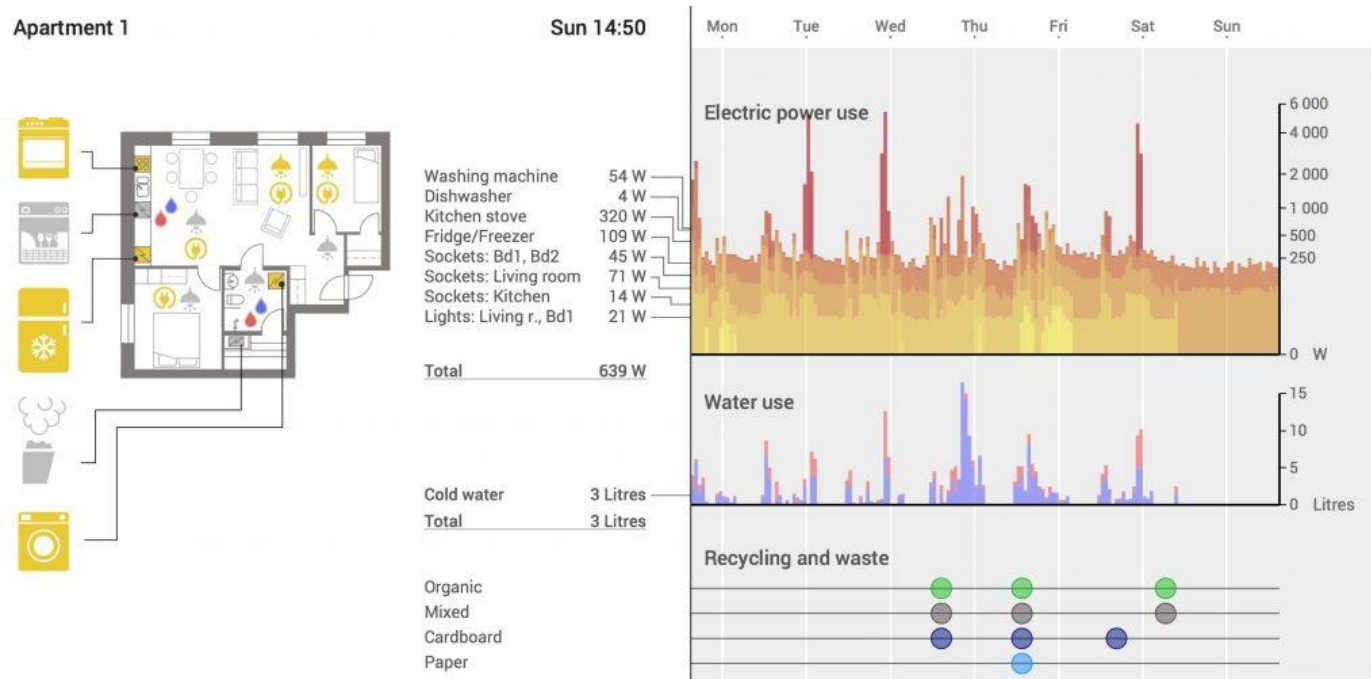 Apartment 1
Sun 14:50
Mon Tue Wed Thu Fri Sat Sun
Electric power use
6 000
4 000
2 000
1 000
500
250
0 W
Washing machine 54 W
Dishwasher 4 W
Kitchen stove 320 W
Fridge/Freezer 109 W
Sockets: Bd1, Bd2 45 W
Sockets: Living room 71 W
Sockets: Kitchen 14 W
Lights: Living r., Bd1 21 W
Total 639 W
Water use
15
10
5
0 Litres
Cold water 3 Litres
Total 3 Litres
Recycling and waste
Organic
Mixed
Cardboard
Paper